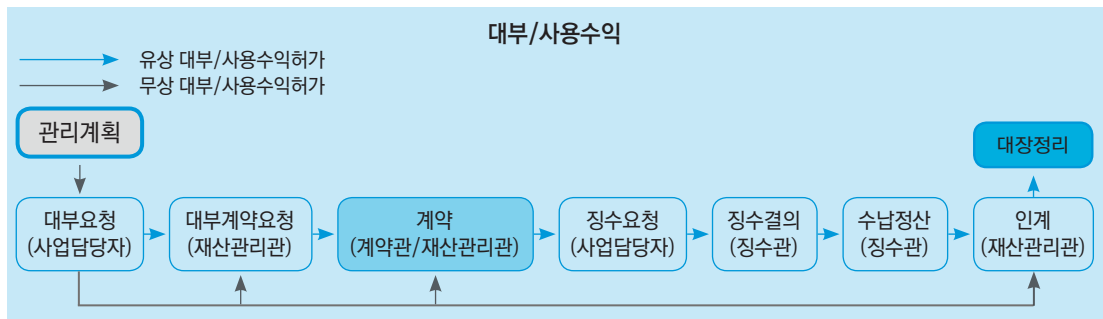 대부/사용수익
유상 대부/사용수익허가
무상 대부/사용수익허가
관리계획
대장정리
대부요청
(사업담당자)
대부계약요청
(재산관리관)
계약
(계약관/재산관리관)
징수요청
(사업담당자)
징수결의
(징수관)
수납정산
(징수관)
인계
(재산관리관)